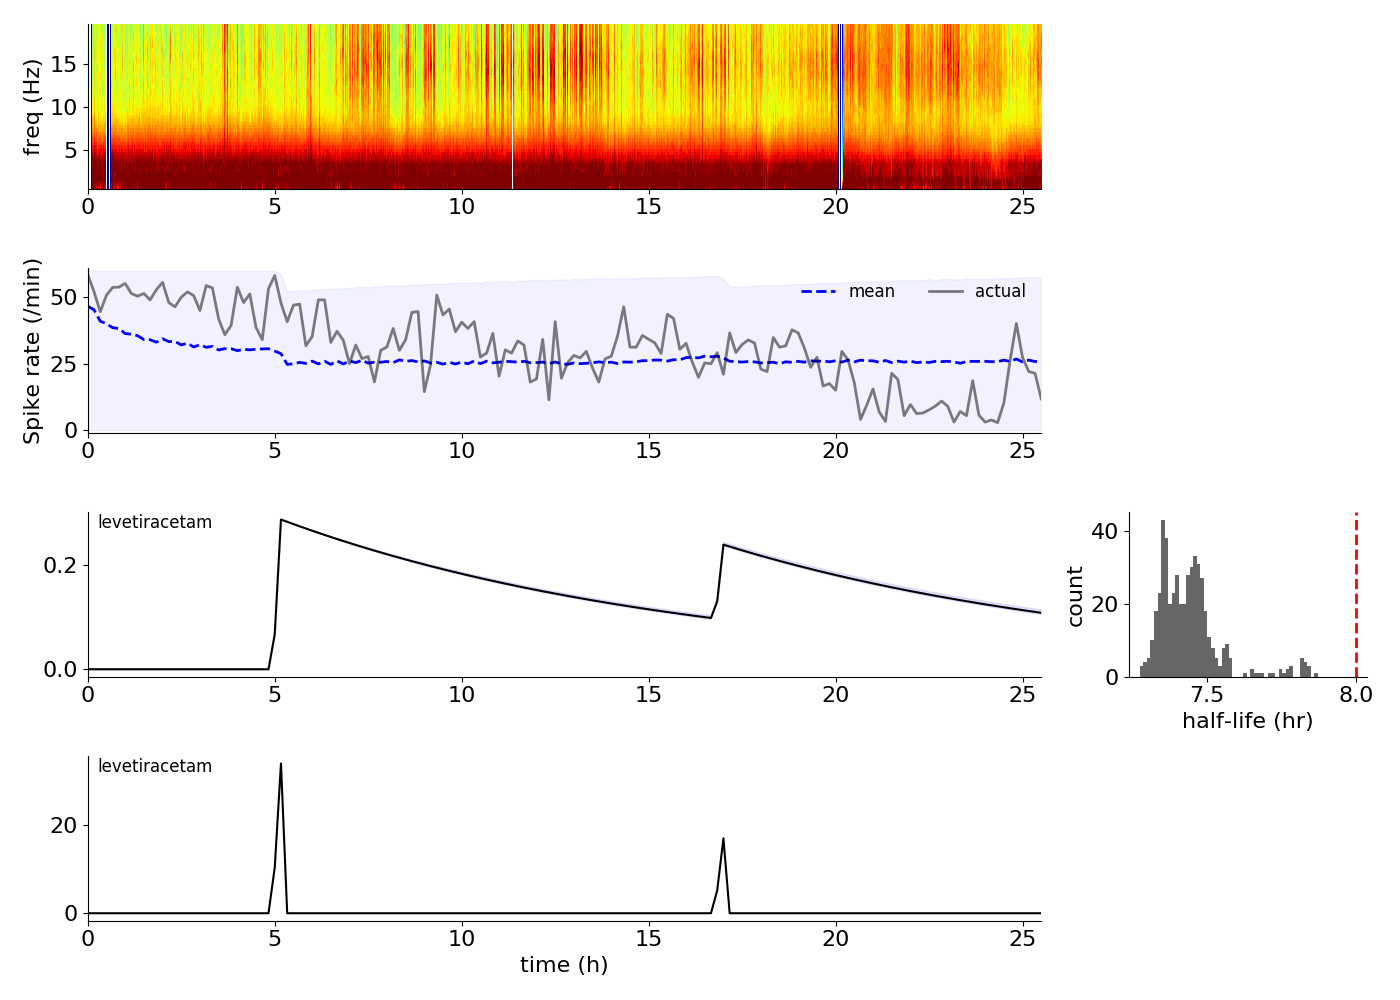 freq (Hz)
15
10
5
0 5 10 15 20 25
Spike rate (/min)
50
25
0
mean actual
0 5 10 15 20 25
levetiracetam
0.2
0.0
0 5 10 15 20 25
count
40
20
0
7.5 8.0
half-life (hr)
levetiracetam
20
0
0 5 10 15 20 25
time (h)